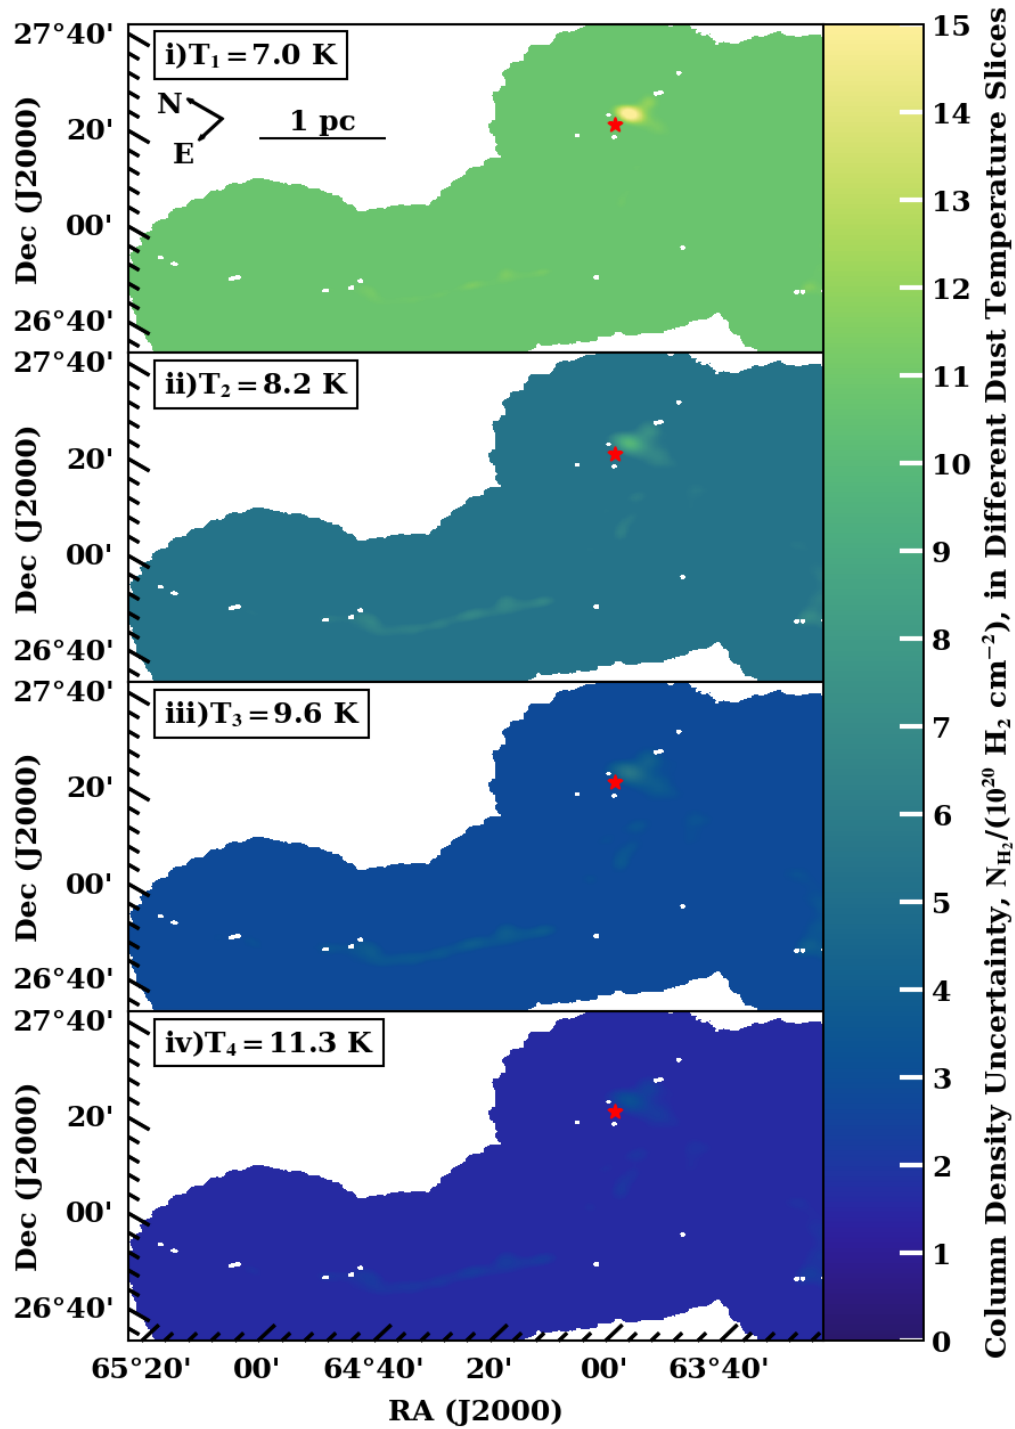 i)T₁ = 7.0 K
N
E
1 pc
27°40'
20'
00'
26°40'
Dec (J2000)
ii)T₂ = 8.2 K
27°40'
20'
00'
26°40'
Dec (J2000)
iii)T₃ = 9.6 K
27°40'
20'
00'
26°40'
Dec (J2000)
iv)T₄ = 11.3 K
27°40'
20'
00'
26°40'
Dec (J2000)
65°20' 00' 64°40' 20' 00' 63°40'
RA (J2000)
15
14
13
12
11
10
9
8
7
6
5
4
3
2
1
0
Column Density Uncertainty, N_H₂/(10²⁰ H₂ cm⁻²), in Different Dust Temperature Slices